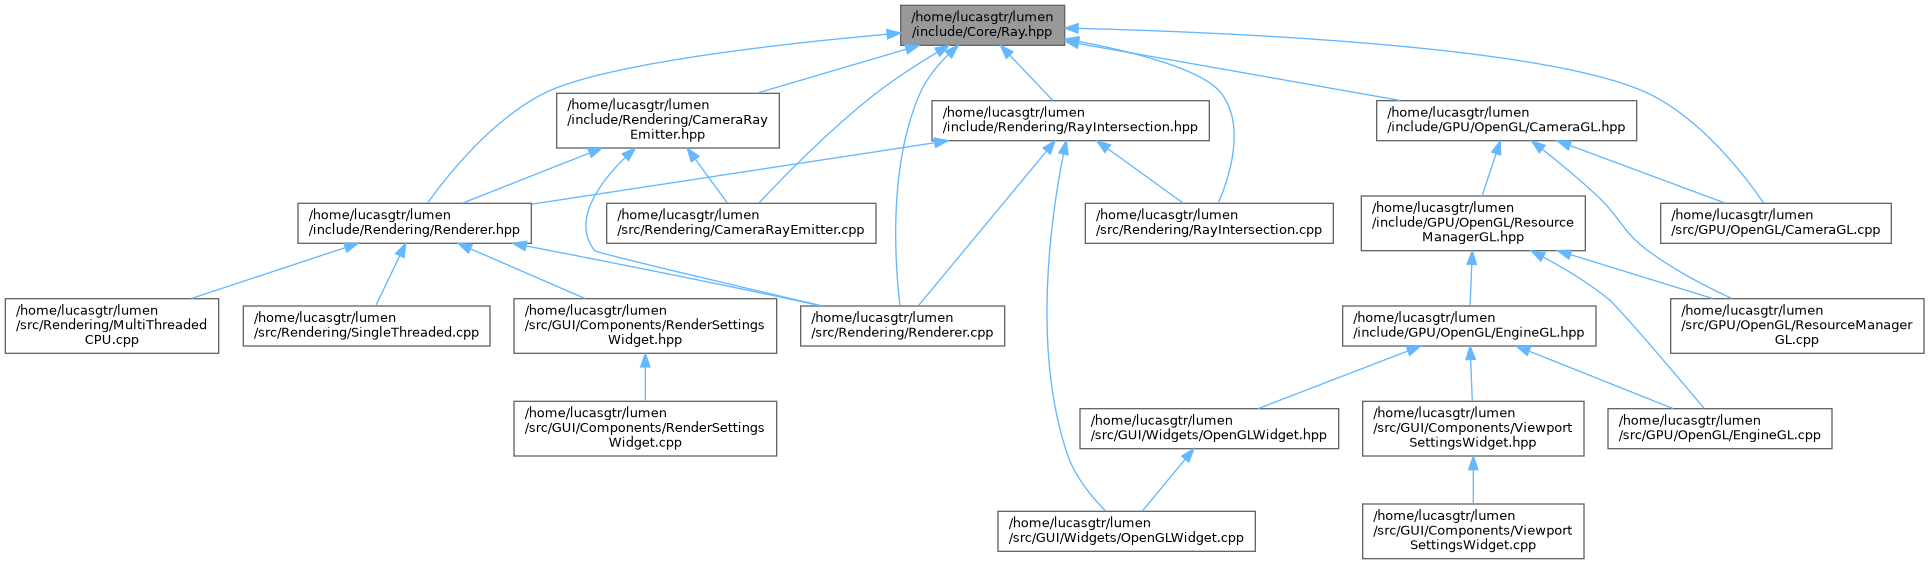 /home/lucasgtr/lumen
/include/Core/Ray.hpp
/home/lucasgtr/lumen
/include/Rendering/CameraRay
Emitter.hpp
/home/lucasgtr/lumen
/include/Rendering/RayIntersection.hpp
/home/lucasgtr/lumen
/include/GPU/OpenGL/CameraGL.hpp
/home/lucasgtr/lumen
/include/Rendering/Renderer.hpp
/home/lucasgtr/lumen
/src/Rendering/CameraRayEmitter.cpp
/home/lucasgtr/lumen
/src/Rendering/RayIntersection.cpp
/home/lucasgtr/lumen
/include/GPU/OpenGL/Resource
ManagerGL.hpp
/home/lucasgtr/lumen
/src/GPU/OpenGL/CameraGL.cpp
/home/lucasgtr/lumen
/src/Rendering/MultiThreaded
CPU.cpp
/home/lucasgtr/lumen
/src/Rendering/SingleThreaded.cpp
/home/lucasgtr/lumen
/src/GUI/Components/RenderSettings
Widget.hpp
/home/lucasgtr/lumen
/src/Rendering/Renderer.cpp
/home/lucasgtr/lumen
/include/GPU/OpenGL/EngineGL.hpp
/home/lucasgtr/lumen
/src/GPU/OpenGL/ResourceManager
GL.cpp
/home/lucasgtr/lumen
/src/GUI/Components/RenderSettings
Widget.cpp
/home/lucasgtr/lumen
/src/GUI/Widgets/OpenGLWidget.hpp
/home/lucasgtr/lumen
/src/GUI/Components/Viewport
SettingsWidget.hpp
/home/lucasgtr/lumen
/src/GPU/OpenGL/EngineGL.cpp
/home/lucasgtr/lumen
/src/GUI/Widgets/OpenGLWidget.cpp
/home/lucasgtr/lumen
/src/GUI/Components/Viewport
SettingsWidget.cpp